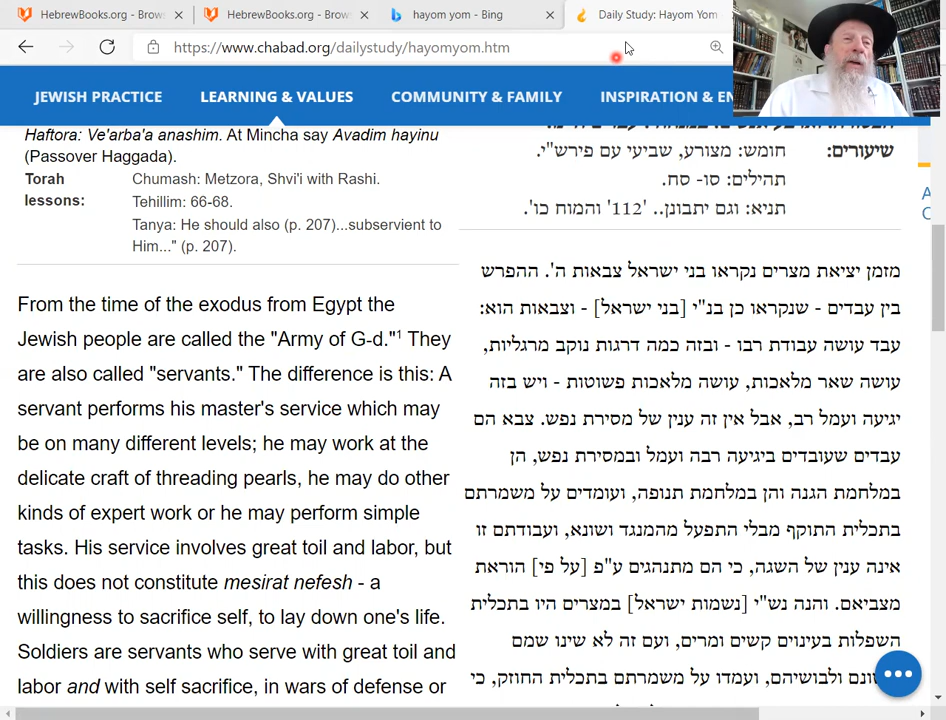 HebrewBooks.org - Brow
HebrewBooks.org - Brow
hayom yom - Bing
Daily Study: Hayom Yom
https://www.chabad.org/dailystudy/hayomyom.htm
JEWISH PRACTICE
LEARNING & VALUES
COMMUNITY & FAMILY
INSPIRATION & EN
Haftora: Ve'arba'a anashim. At Mincha say Avadim hayinu
(Passover Haggada).
Torah lessons:
Chumash: Metzora, Shvi'i with Rashi.
Tehillim: 66-68.
Tanya: He should also (p. 207)...subservient to
Him..." (p. 207).
From the time of the exodus from Egypt the
Jewish people are called the "Army of G-d."1 They
are also called "servants." The difference is this: A
servant performs his master's service which may
be on many different levels; he may work at the
delicate craft of threading pearls, he may do other
kinds of expert work or he may perform simple
tasks. His service involves great toil and labor, but
this does not constitute mesirat nefesh - a
willingness to sacrifice self, to lay down one's life.
Soldiers are servants who serve with great toil and
labor and with self sacrifice, in wars of defense or
שיעורים:
חומש: מצורע, שביעי עם פירש"י.
תהילים: סו- סח.
תניא: וגם יתבונן.. '112' והמוח כו'.
מזמן יציאת מצרים נקראו בני ישראל צבאות ה'. ההפרש
בין עבדים - שנקראו כן בנ"י [בני ישראל] - וצבאות הוא:
עבד עושה עבודת רבו - ובזה כמה דרגות נוקב מרגליות,
עושה שאר מלאכות, עושה מלאכות פשוטות - ויש בזה
יגיעה ועמל רב, אבל אין זה ענין של מסירת נפש. צבא הם
עבדים שעובדים ביגיעה רבה ועמל ובמסירת נפש, הן
במלחמת הגנה והן במלחמת תנופה, ועומדים על משמרתם
בתכלית התוקף מבלי התפעל מהמנגד ושונא, ועבודתם זו
אינה ענין של השגה, כי הם מתנהגים ע"פ [על פי] הוראת
מצביאם. והנה נש"י [נשמות ישראל] במצרים היו בתכלית
השפלות בעינוים קשים ומרים, ועם זה לא שינו שמם
ולבושיהם, ועמדו על משמרתם בתכלית החוזק, כי